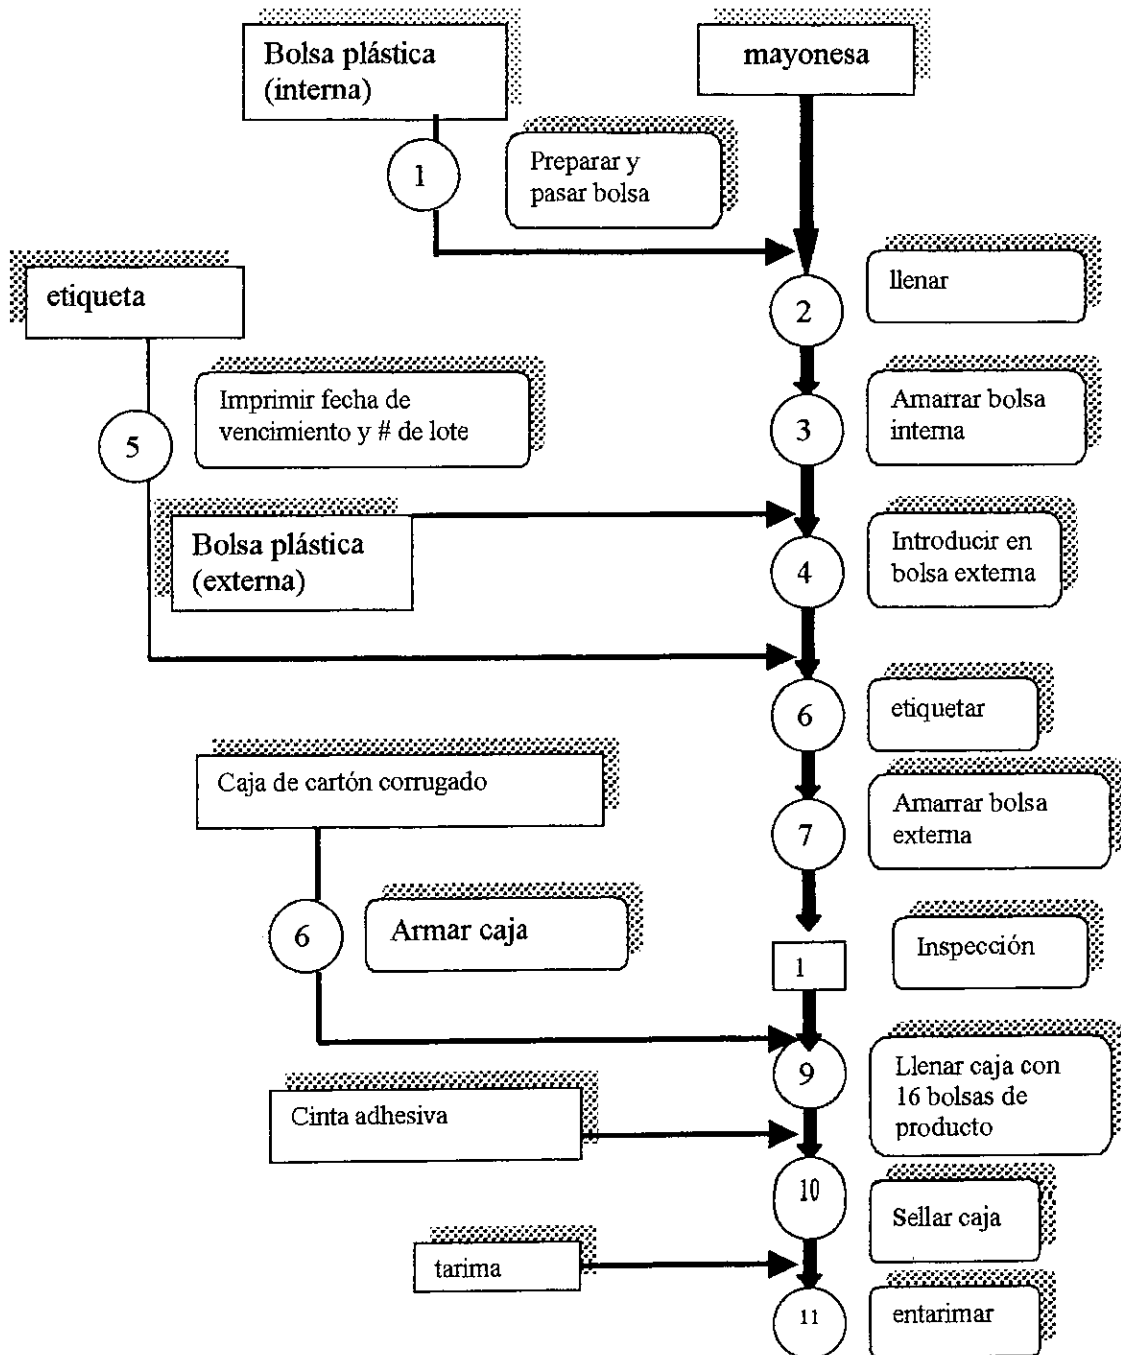 Bolsa plástica
(interna)
mayonesa
1
Preparar y
pasar bolsa
2
llenar
etiqueta
5
Imprimir fecha de
vencimiento y # de lote
3
Amarrar bolsa
interna
Bolsa plástica
(externa)
4
Introducir en
bolsa externa
6
etiquetar
Caja de cartón corrugado
7
Amarrar bolsa
externa
6
Armar caja
1
Inspección
9
Llenar caja con
16 bolsas de
producto
Cinta adhesiva
10
Sellar caja
tarima
11
entarimar